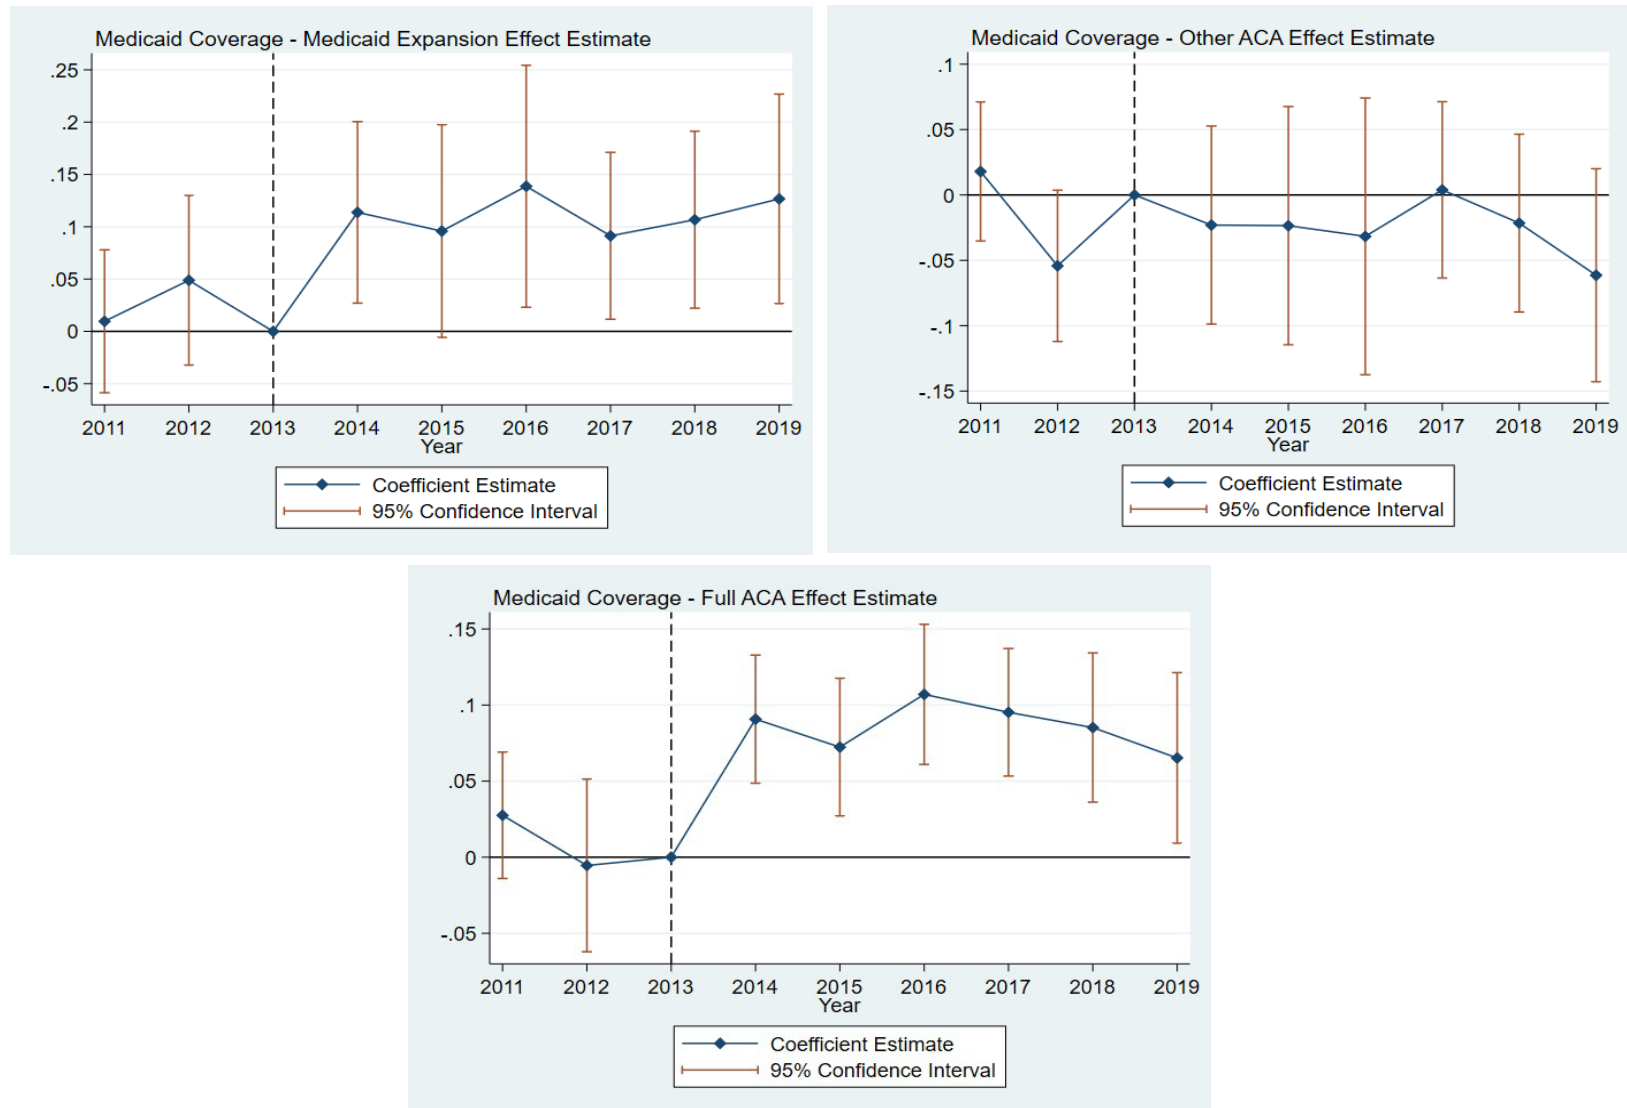 Medicaid Coverage - Medicaid Expansion Effect Estimate
.25
.2
.15
.1
.05
0
-.05
2011 2012 2013 2014 2015 2016 2017 2018 2019
Year
Coefficient Estimate
95% Confidence Interval
Medicaid Coverage - Other ACA Effect Estimate
.1
.05
0
-.05
-.1
-.15
2011 2012 2013 2014 2015 2016 2017 2018 2019
Year
Coefficient Estimate
95% Confidence Interval
Medicaid Coverage - Full ACA Effect Estimate
.15
.1
.05
0
-.05
2011 2012 2013 2014 2015 2016 2017 2018 2019
Year
Coefficient Estimate
95% Confidence Interval